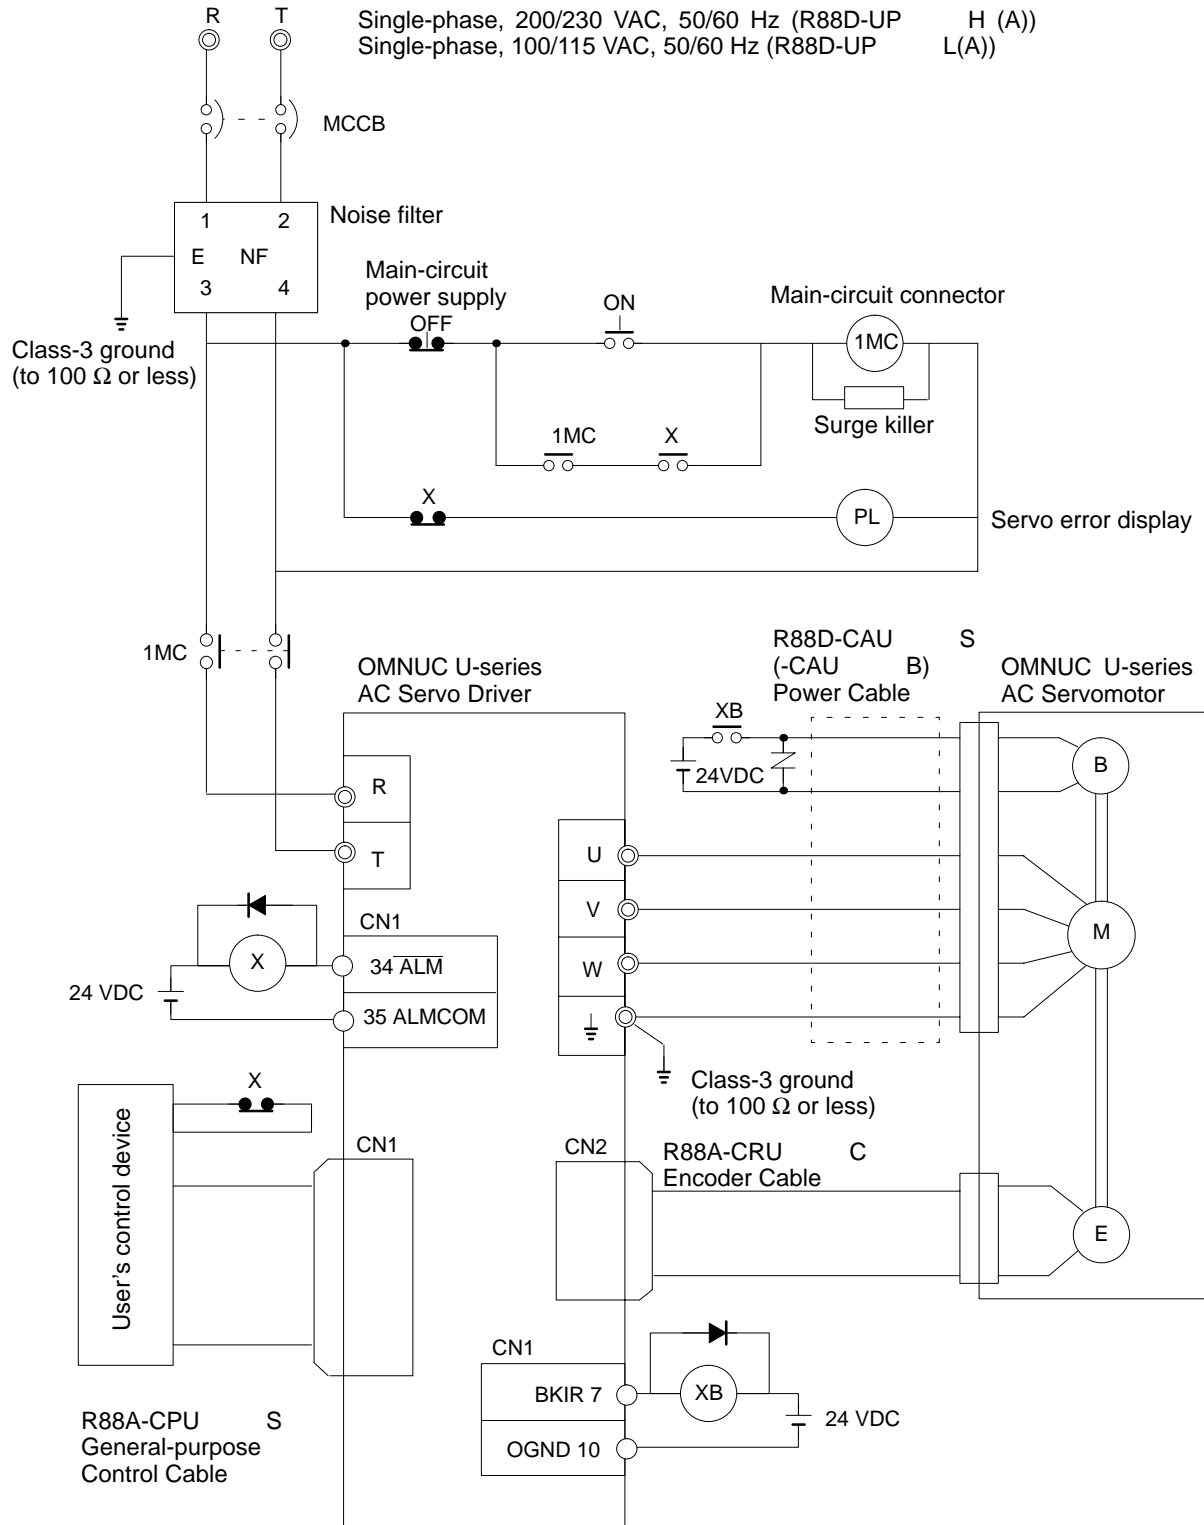 R T Single-phase, 200/230 VAC, 50/60 Hz (R88D-UP H (A))
Single-phase, 100/115 VAC, 50/60 Hz (R88D-UP L(A))
MCCB
1 2 Noise filter
E NF
3 4
Main-circuit
power supply
OFF
ON
Main-circuit connector
1MC
Class-3 ground
(to 100 Ω or less)
Surge killer
1MC X
X
PL
Servo error display
1MC
OMNUC U-series
AC Servo Driver
R88D-CAU S
(-CAU B)
Power Cable
OMNUC U-series
AC Servomotor
XB
24VDC
B
R
T
U
V
W
M
CN1
X
34 A̅L̅M̅
24 VDC
35 ALMCOM
Class-3 ground
(to 100 Ω or less)
X
User's control device
CN1
CN2
R88A-CRU C
Encoder Cable
E
CN1
BKIR 7
XB
24 VDC
OGND 10
R88A-CPU S
General-purpose
Control Cable